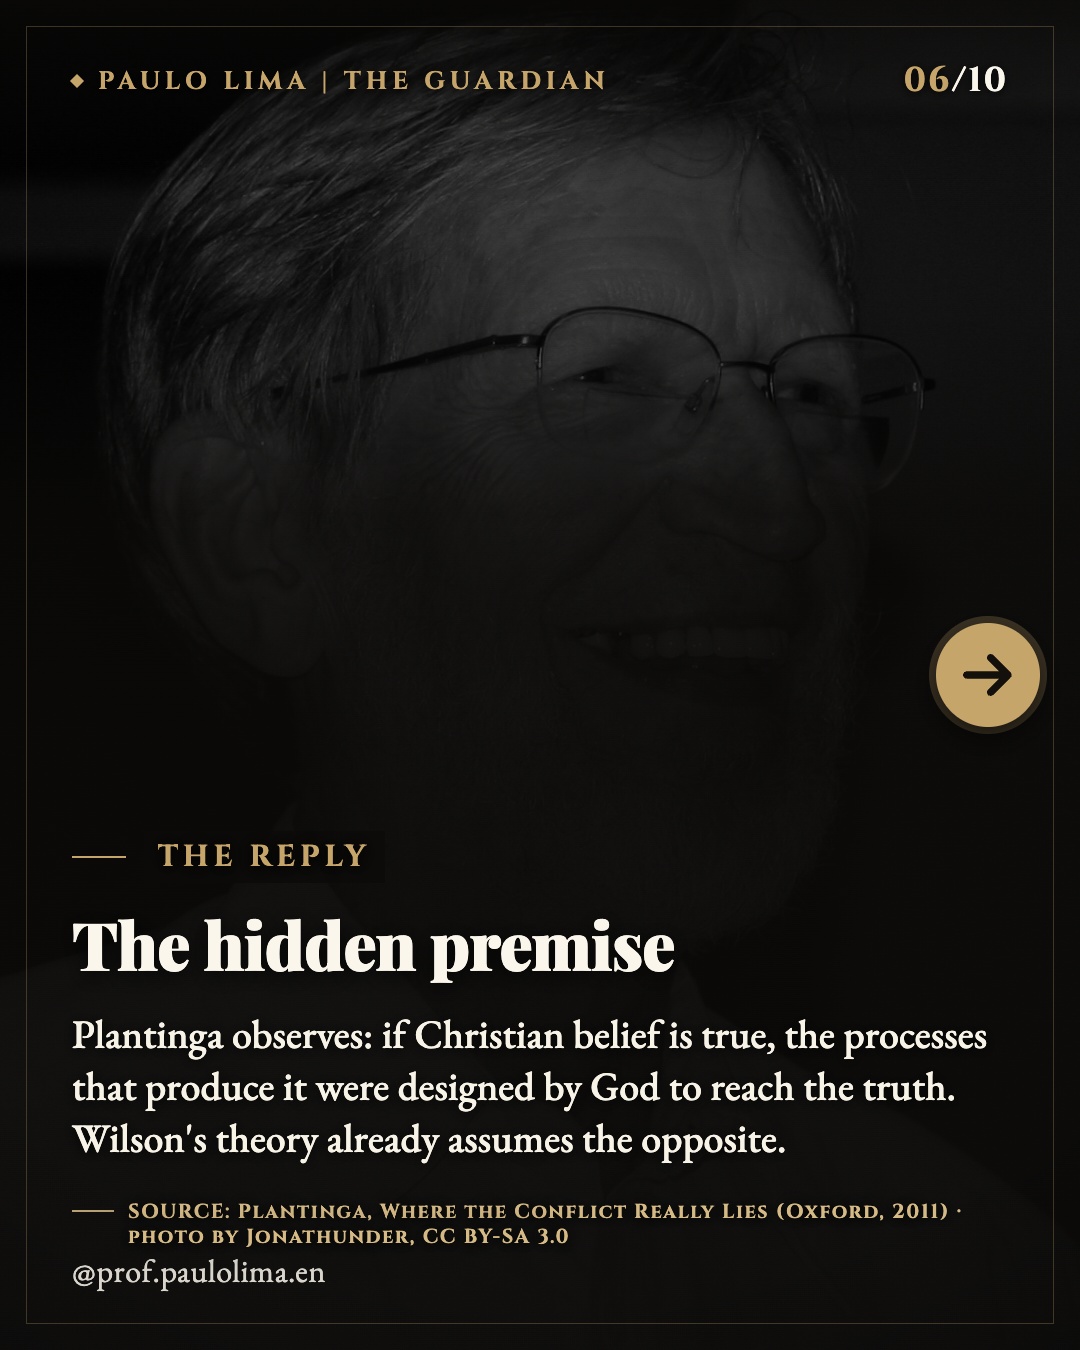 ◆ PAULO LIMA | THE GUARDIAN
06/10
THE REPLY
The hidden premise
Plantinga observes: if Christian belief is true, the processes
that produce it were designed by God to reach the truth.
Wilson's theory already assumes the opposite.
SOURCE: Plantinga, Where the Conflict Really Lies (Oxford, 2011) ·
photo by Jonathunder, CC BY-SA 3.0
@prof.paulolima.en